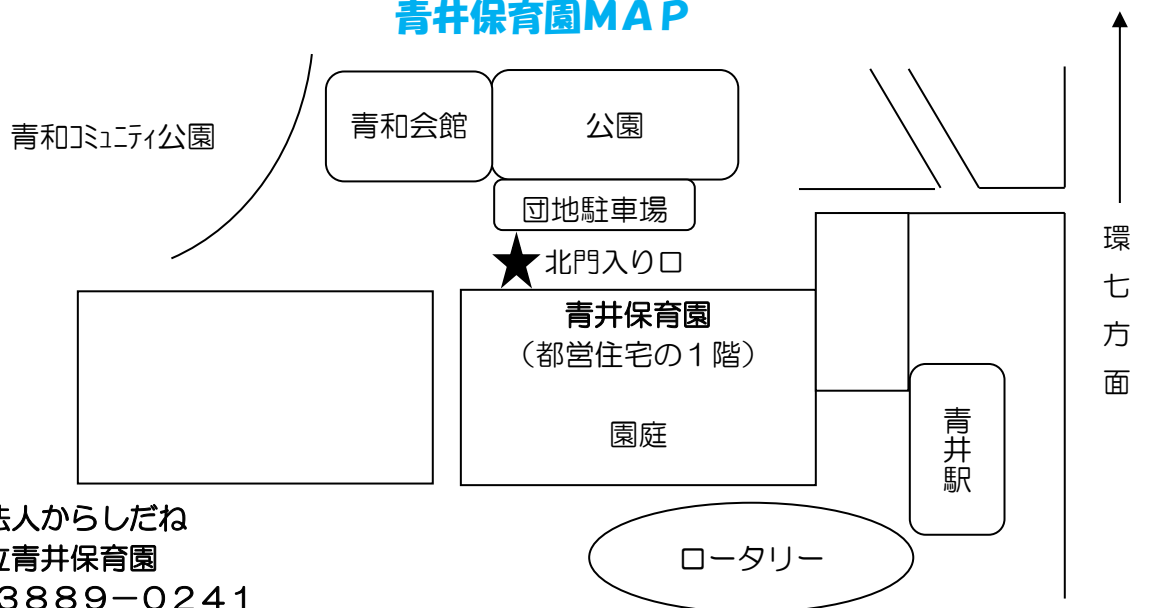 青井保育園MAP
青和ｺﾐｭﾆﾃｨ公園
青和会館
公園
団地駐車場
★北門入り口
青井保育園
（都営住宅の１階）
園庭
環七方面
青井駅
ロータリー
法人からしだね
立青井保育園
３８８９－０２４１